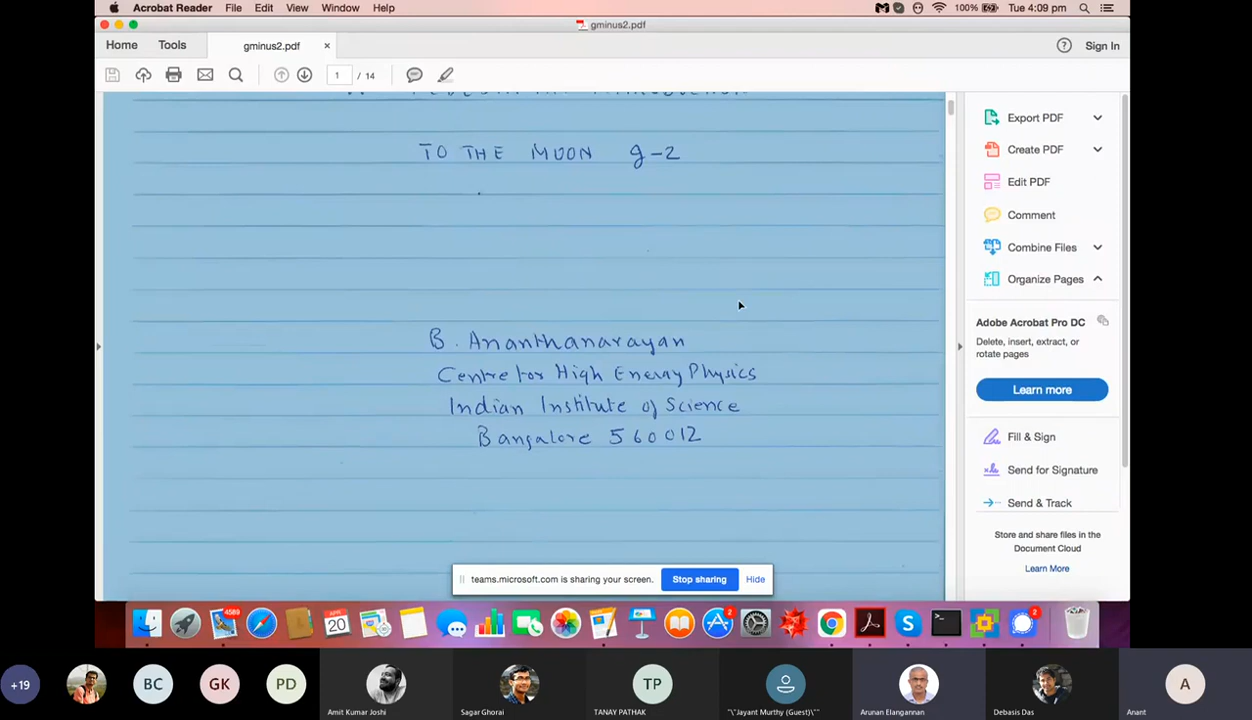 Acrobat Reader File Edit View Window Help
100% Tue 4:09 pm
gminus2.pdf
Home Tools gminus2.pdf ×
Sign In
1 / 14
TO THE MUON g-2
B. Ananthanarayan
Centre for High Energy Physics
Indian Institute of Science
Bangalore 560012
Export PDF
Create PDF
Edit PDF
Comment
Combine Files
Organize Pages
Adobe Acrobat Pro DC
Delete, insert, extract, or
rotate pages
Learn more
Fill & Sign
Send for Signature
Send & Track
Store and share files in the
Document Cloud
Learn More
teams.microsoft.com is sharing your screen. Stop sharing Hide
4589
APR
20
2
2
+19 BC GK PD TP A
Amit Kumar Joshi Sagar Ghorai TANAY PATHAK "\"Jayant Murthy (Guest)\"" Arunan Elangannan Debasis Das Anant